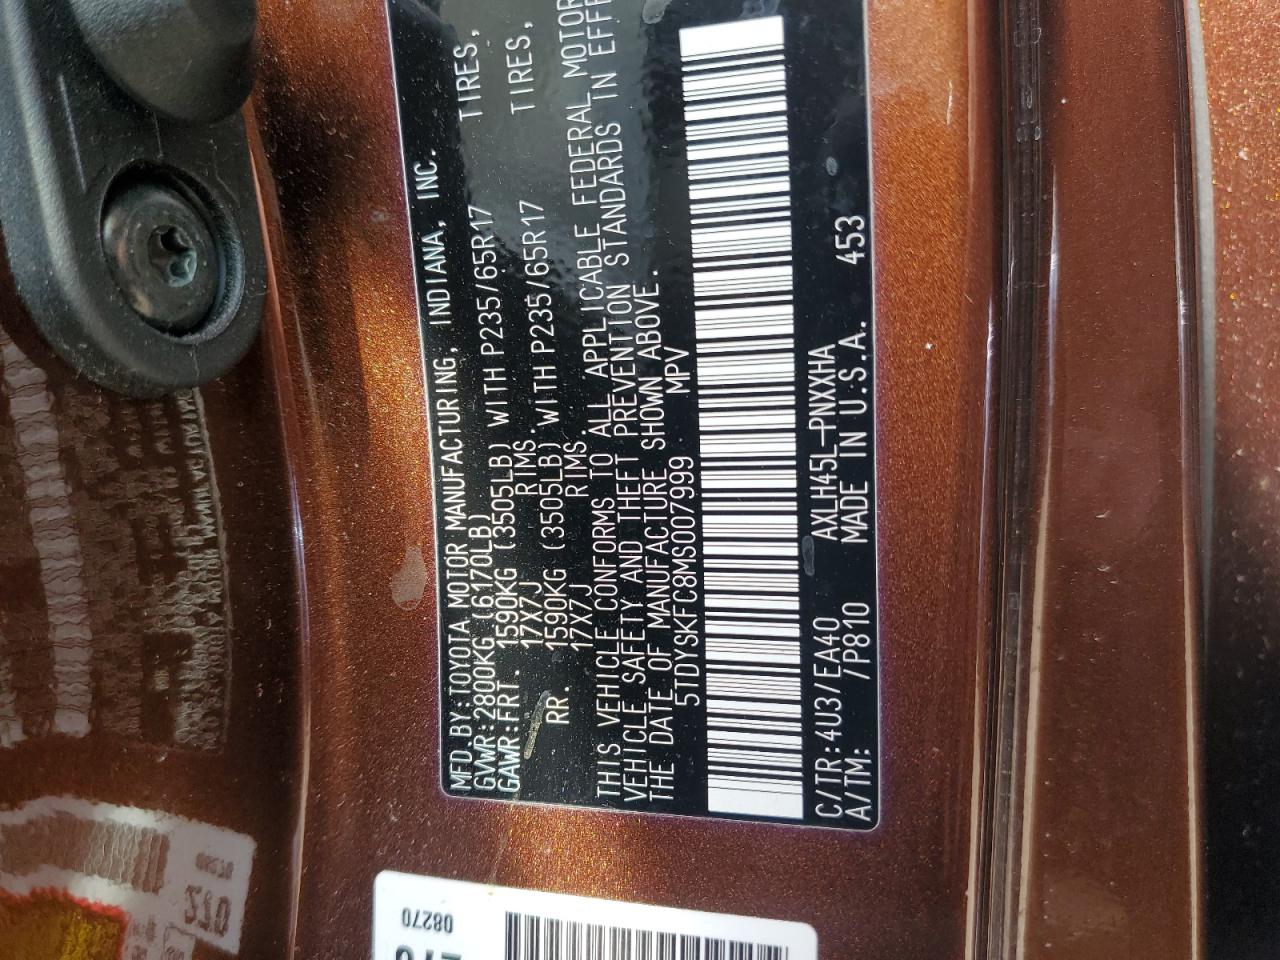 MFD.BY:TOYOTA MOTOR MANUFACTURING, INDIANA, INC.
GVWR:2800KG (6170LB)
GAWR:FRT. 1590KG (3505LB) WITH P235/65R17 TIRES,
17X7J RIMS.
RR. 1590KG (3505LB) WITH P235/65R17 TIRES,
17X7J RIMS.
THIS VEHICLE CONFORMS TO ALL APPLICABLE FEDERAL MOTOR
VEHICLE SAFETY AND THEFT PREVENTION STANDARDS IN EFFE
THE DATE OF MANUFACTURE SHOWN ABOVE.
5TDYSKFC8MS007999 MPV
C/TR:4U3/EA40 AXLH45L-PNXXHA
A/TM: /P810 MADE IN U.S.A. 453
08270